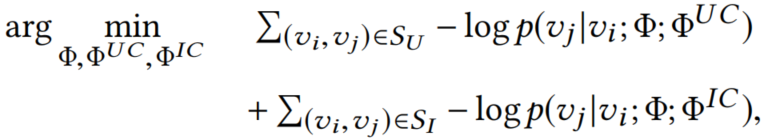 arg min_{Φ,Φ^{UC},Φ^{IC}} ∑_{(v_i,v_j)∈S_U} − log p(v_j|v_i; Φ; Φ^{UC})
+ ∑_{(v_i,v_j)∈S_I} − log p(v_j|v_i; Φ; Φ^{IC}),